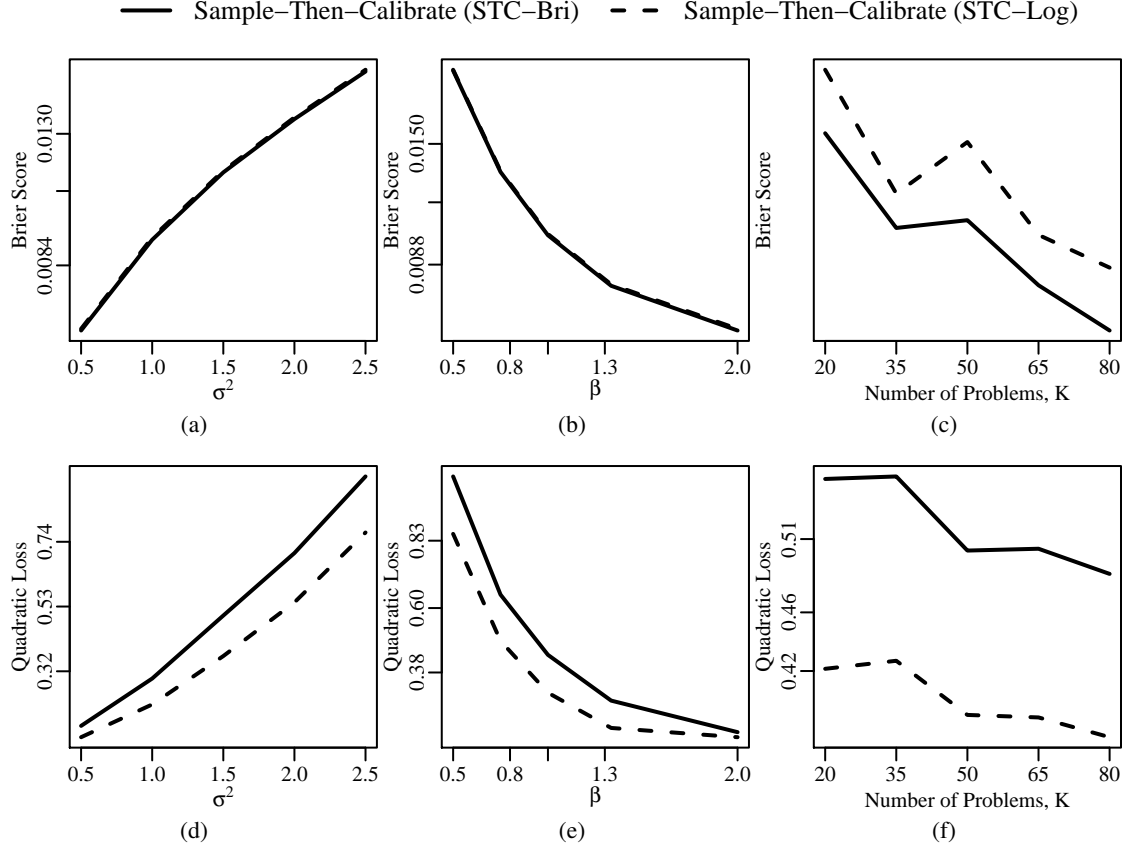 Sample−Then−Calibrate (STC−Bri) Sample−Then−Calibrate (STC−Log)
Brier Score
0.0084 0.0130
0.5 1.0 1.5 2.0 2.5
σ²
(a)
Brier Score
0.0088 0.0150
0.5 0.8 1.3 2.0
β
(b)
Brier Score
20 35 50 65 80
Number of Problems, K
(c)
Quadratic Loss
0.32 0.53 0.74
0.5 1.0 1.5 2.0 2.5
σ²
(d)
Quadratic Loss
0.38 0.60 0.83
0.5 0.8 1.3 2.0
β
(e)
Quadratic Loss
0.42 0.46 0.51
20 35 50 65 80
Number of Problems, K
(f)